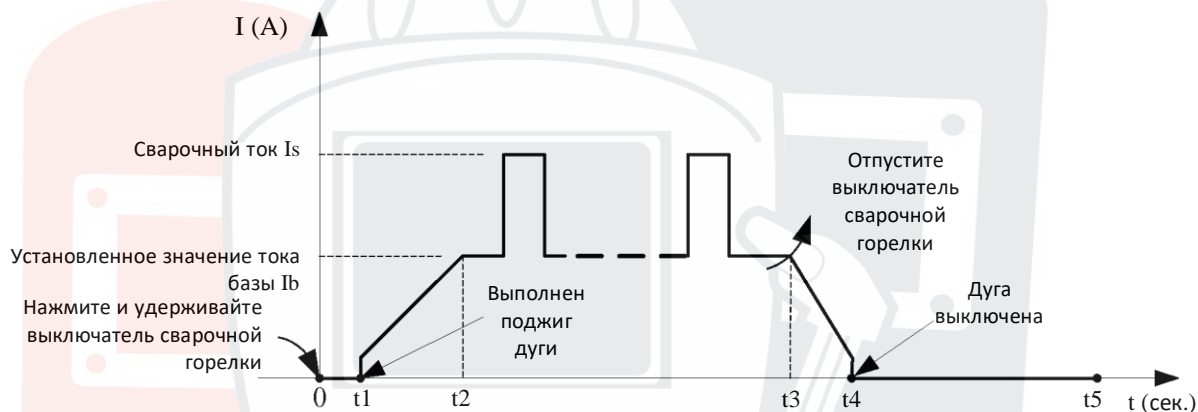 I (A)
Сварочный ток Is
Отпустите
выключатель
сварочной
горелки
Установленное значение тока
базы Ib
Нажмите и удерживайте
выключатель сварочной
горелки
Выполнен
поджиг
дуги
Дуга
выключена
0 t1 t2 t3 t4 t5 t (сек.)